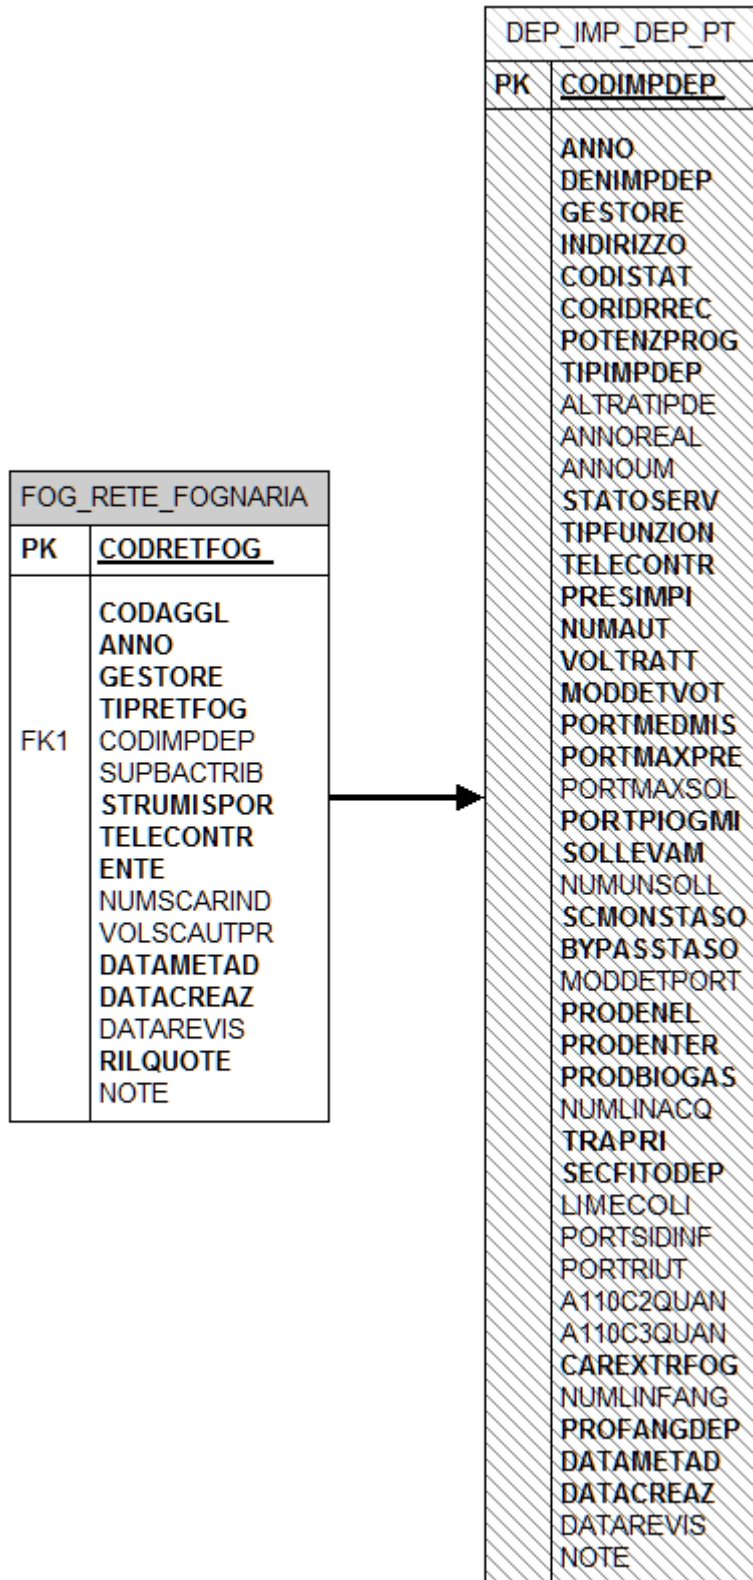 FOG_RETE_FOGNARIA
PK CODRETFOG
CODAGGL
ANNO
GESTORE
TIPRETFOG
FK1 CODIMPDEP
SUPBACTRIB
STRUMISPOR
TELECONTR
ENTE
NUMSCARIND
VOLSCAUTPR
DATAMETAD
DATACREAZ
DATAREVIS
RILQUOTE
NOTE
DEP_IMP_DEP_PT
PK CODIMPDEP
ANNO
DENIMPDEP
GESTORE
INDIRIZZO
CODISTAT
CORIDRREC
POTENZPROG
TIPIMPDEP
ALTRATIPDE
ANNOREAL
ANNOUM
STATOSERV
TIPFUNZION
TELECONTR
PRESIMPI
NUMAUT
VOLTRATT
MODDETVOT
PORTMEDMIS
PORTMAXPRE
PORTMAXSOL
PORTPIOGMI
SOLLEVAM
NUMUNSOLL
SCMONSTASO
BYPASSTASO
MODDETPORT
PRODENEL
PRODENTER
PRODBIOGAS
NUMLINACQ
TRAPRI
SECFITODEP
LIMECOLI
PORTSIDINF
PORTRIUT
A110C2QUAN
A110C3QUAN
CAREXTRFOG
NUMLINFANG
PROFANGDEP
DATAMETAD
DATACREAZ
DATAREVIS
NOTE